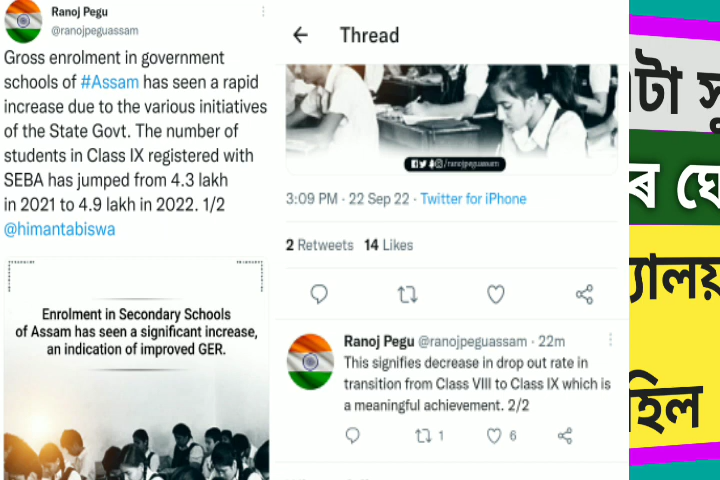 Ranoj Pegu
@ranojpeguassam
Gross enrolment in government
schools of #Assam has seen a rapid
increase due to the various initiatives
of the State Govt. The number of
students in Class IX registered with
SEBA has jumped from 4.3 lakh
in 2021 to 4.9 lakh in 2022. 1/2
@himantabiswa
Enrolment in Secondary Schools
of Assam has seen a significant increase,
an indication of improved GER.
Thread
/ranojpeguassam
3:09 PM · 22 Sep 22 · Twitter for iPhone
2 Retweets 14 Likes
Ranoj Pegu @ranojpeguassam · 22m
This signifies decrease in drop out rate in
transition from Class VIII to Class IX which is
a meaningful achievement. 2/2
1 6